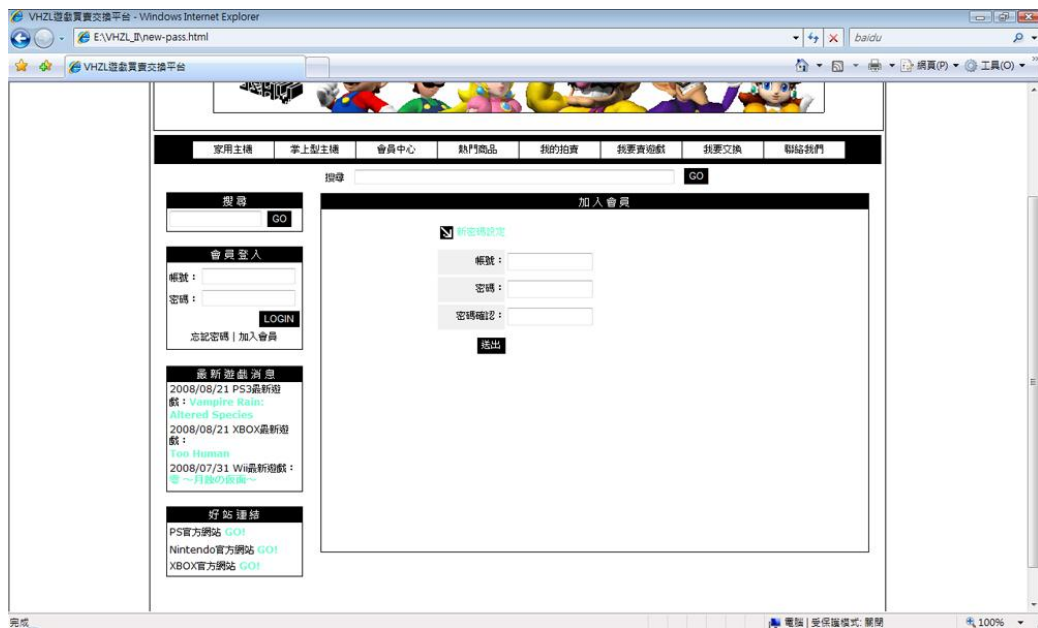 VHZL遊戲買賣交換平台 - Windows Internet Explorer
E:\VHZL_II\new-pass.html
baidu
VHZL遊戲買賣交換平台
網頁(P)
工具(O)
家用主機
掌上型主機
會員中心
熱門商品
我的拍賣
我要賣遊戲
我要交換
聯絡我們
搜尋
GO
搜尋
GO
會員登入
帳號：
密碼：
LOGIN
忘記密碼 | 加入會員
最新遊戲消息
2008/08/21 PS3最新遊
戲：Vampire Rain:
Altered Species
2008/08/21 XBOX最新遊
戲：
Too Human
2008/07/31 Wii最新遊戲：
零 ～月蝕の仮面～
好站連結
PS官方網站 GO!
Nintendo官方網站 GO!
XBOX官方網站 GO!
加入會員
新密碼設定
帳號：
密碼：
密碼確認：
送出
完成
電腦 | 受保護模式: 關閉
100%